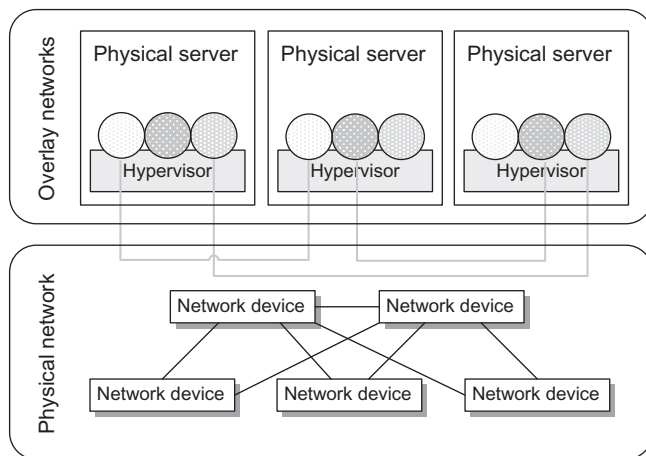 Overlay networks
Physical server
Physical server
Physical server
Hypervisor
Hypervisor
Hypervisor
Physical network
Network device
Network device
Network device
Network device
Network device